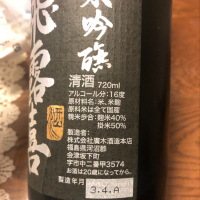 吟醸
飛露喜
清酒 720ml
アルコール分:16度
原材料名:米、米麹
原料米は全て国産
精米歩合:麹米40%
掛米50%
製造者:
株式会社廣木酒造本店
福島県河沼郡
会津坂下町
字市中二番甲3574
お酒は20歳になってから。
製造年月 3.4.A